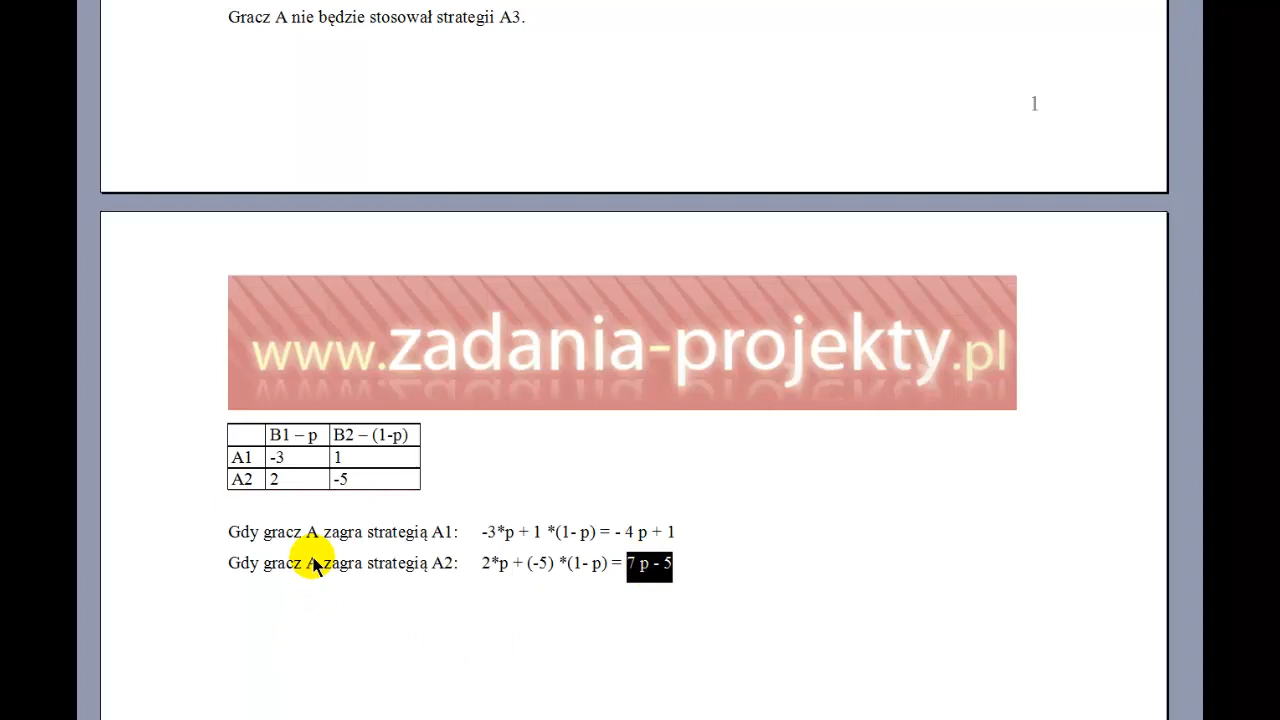 Gracz A nie będzie stosował strategii A3.
1
www.zadania-projekty.pl
B1 – p B2 – (1-p)
A1 -3 1
A2 2 -5
Gdy gracz A zagra strategią A1: -3*p + 1 *(1- p) = - 4 p + 1
Gdy gracz A zagra strategią A2: 2*p + (-5) *(1- p) = 7 p - 5